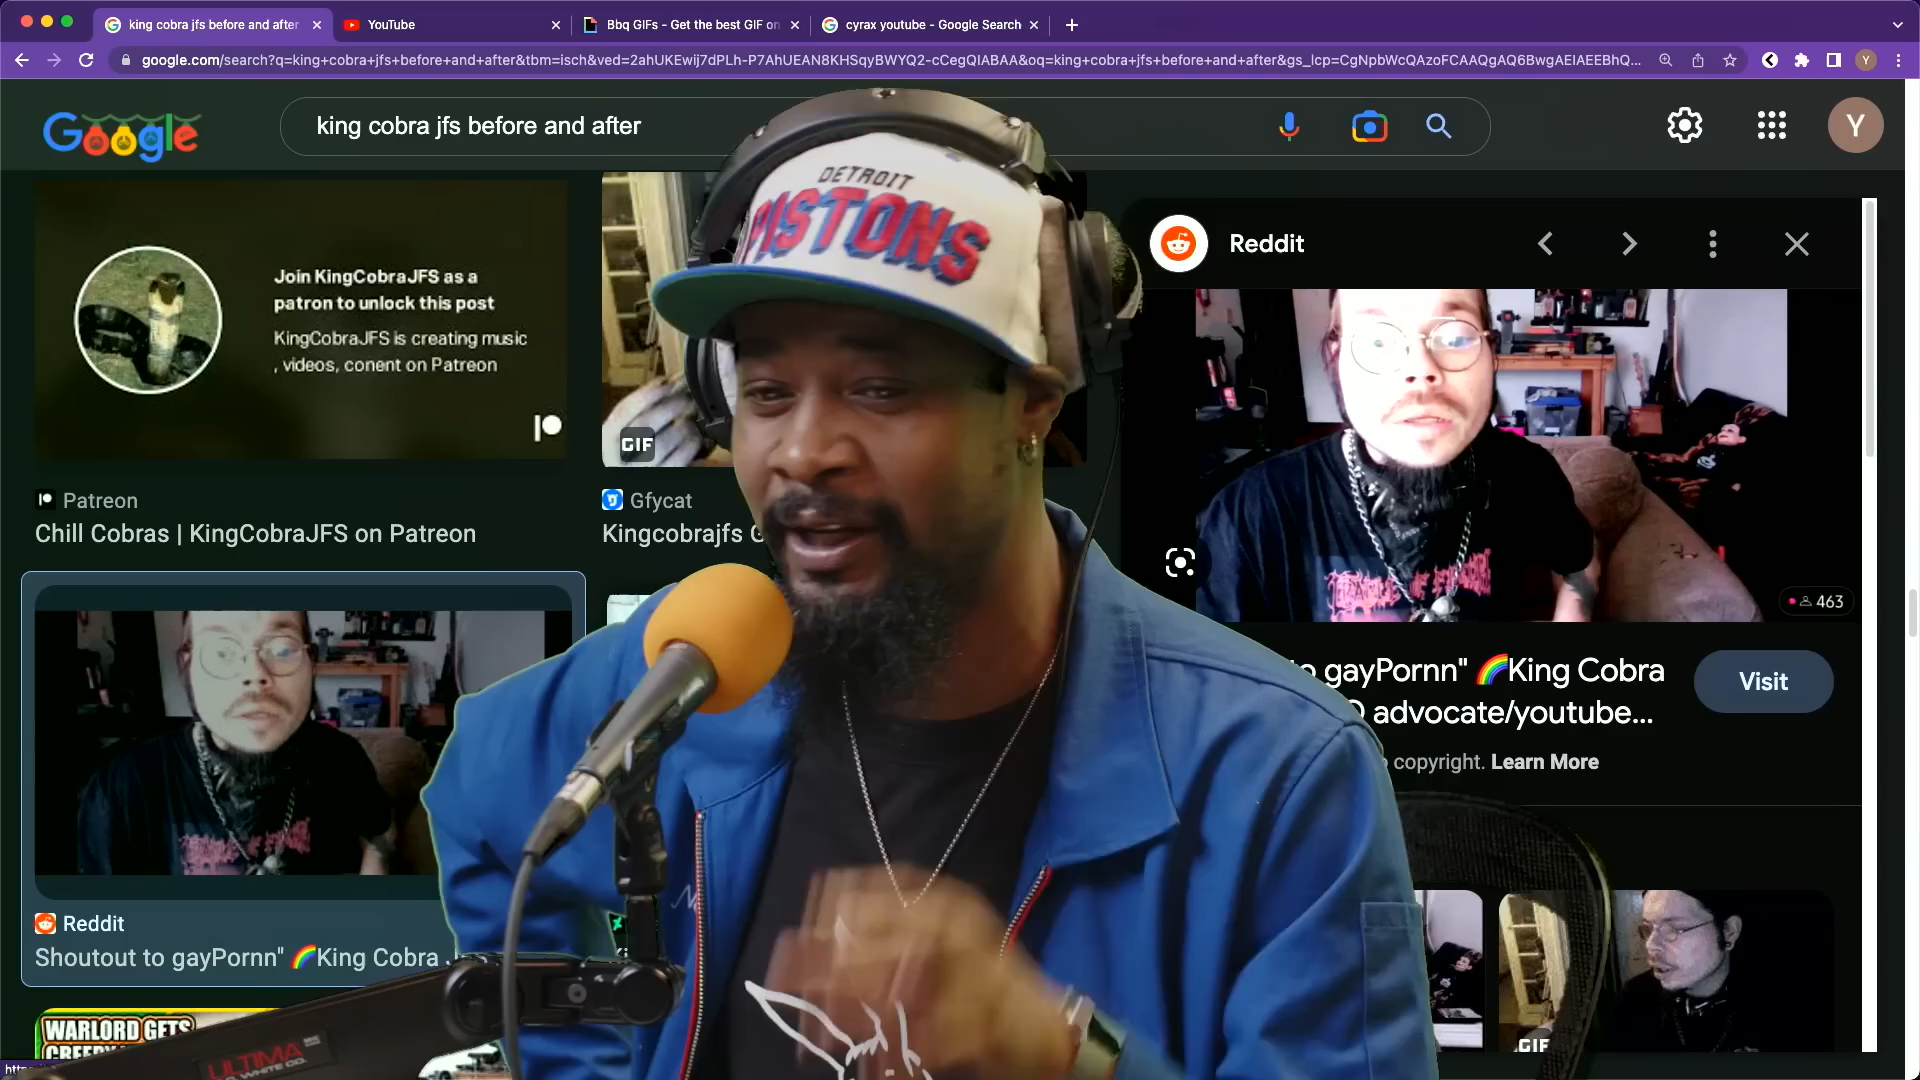 king cobra jfs before and after
YouTube
Bbq GIFs - Get the best GIF on
cyrax youtube - Google Search
google.com/search?q=king+cobra+jfs+before+and+after&tbm=isch&ved=2ahUKEwij7dPLh-P7AhUEAN8KHSqyBWYQ2-cCegQIABAA&oq=king+cobra+jfs+before+and+after&gs_lcp=CgNpbWcQAzoFCAAQgAQ6BwgAEIAEEBhQ...
Y
Google
king cobra jfs before and after
Y
Join KingCobraJFS as a
patron to unlock this post
KingCobraJFS is creating music
, videos, conent on Patreon
Patreon
Chill Cobras | KingCobraJFS on Patreon
GIF
Gfycat
Kingcobrajfs G
DETROIT
PISTONS
Reddit
463
gayPornn" 🌈King Cobra
advocate/youtube...
Visit
copyright. Learn More
Reddit
Shoutout to gayPornn" 🌈King Cobra
WARLORD GETS
CREEPY
ULTIMA
GIF